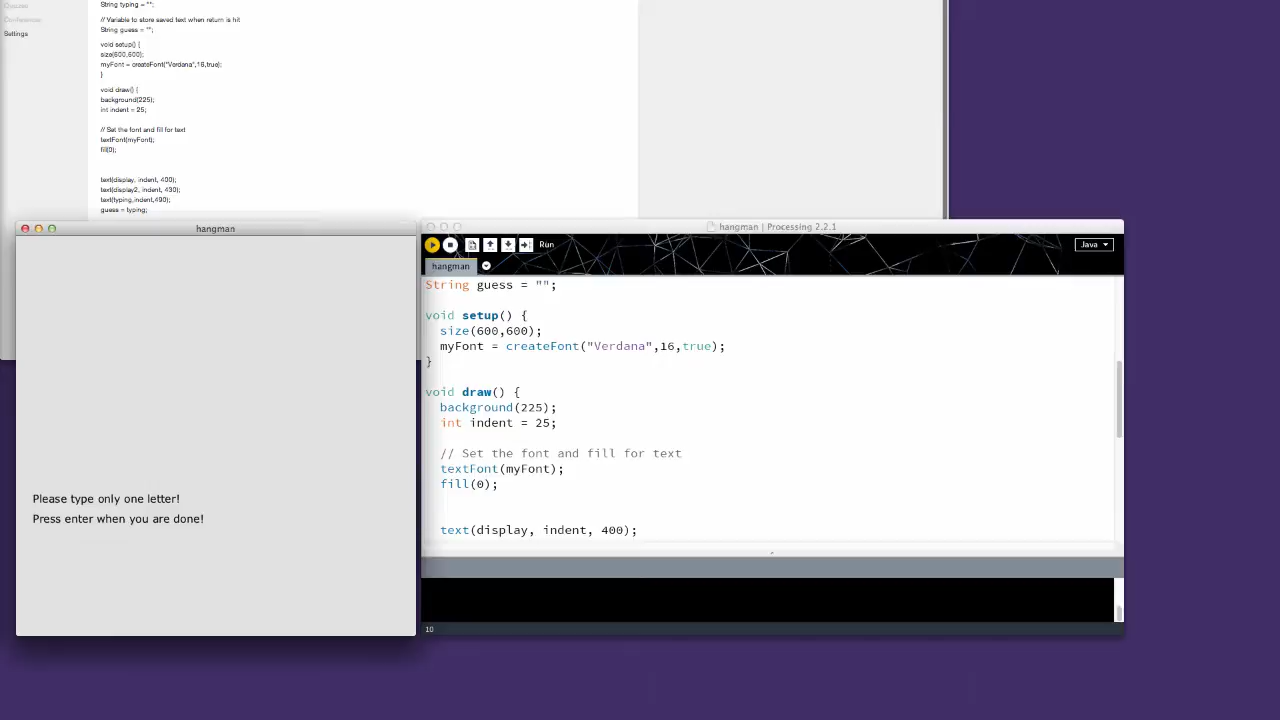 Quizzes
Conferences
Settings
String typing = "";
// Variable to store saved text when return is hit
String guess = "";
void setup() {
size(600,600);
myFont = createFont("Verdana",16,true);
}
void draw() {
background(225);
int indent = 25;
// Set the font and fill for text
textFont(myFont);
fill(0);
text(display, indent, 400);
text(display2, indent, 430);
text(typing,indent,490);
guess = typing;
hangman
Please type only one letter!
Press enter when you are done!
hangman | Processing 2.2.1
Run
Java
hangman
String guess = "";
void setup() {
size(600,600);
myFont = createFont("Verdana",16,true);
}
void draw() {
background(225);
int indent = 25;
// Set the font and fill for text
textFont(myFont);
fill(0);
text(display, indent, 400);
10